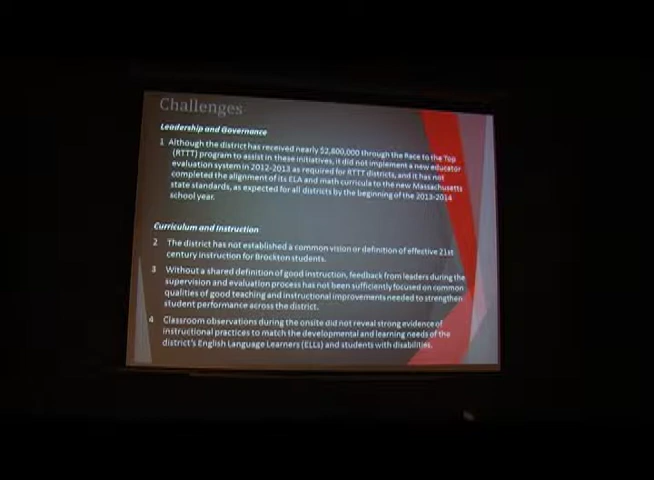 Challenges
Leadership and Governance
1 Although the district has received nearly $2,800,000 through the Race to the Top
(RTTT) program to assist in these initiatives, it did not implement a new educator
evaluation system in 2012-2013 as required for RTTT districts, and it has not
completed the alignment of its ELA and math curricula to the new Massachusetts
state standards, as expected for all districts by the beginning of the 2013-2014
school year.
Curriculum and Instruction
2 The district has not established a common vision or definition of effective 21st
century instruction for Brockton students.
3 Without a shared definition of good instruction, feedback from leaders during the
supervision and evaluation process has not been sufficiently focused on common
qualities of good teaching and instructional improvements needed to strengthen
student performance across the district.
4 Classroom observations during the onsite did not reveal strong evidence of
instructional practices to match the developmental and learning needs of the
district's English Language Learners (ELLs) and students with disabilities.